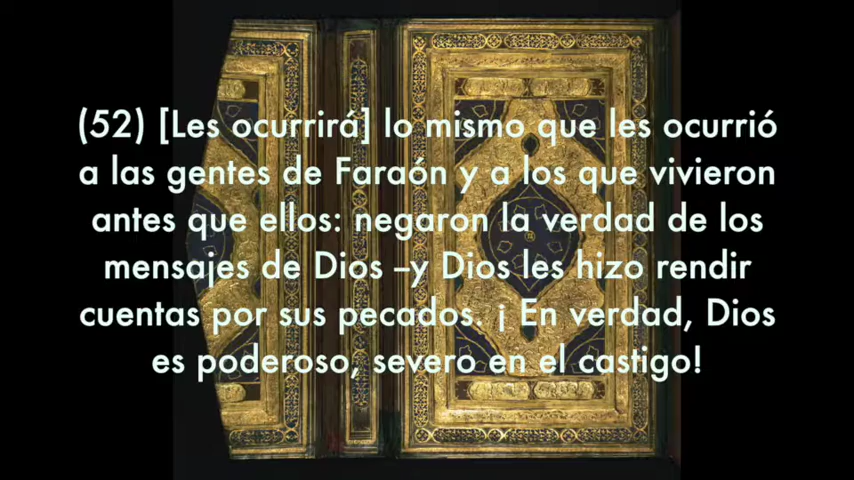 (52) [Les ocurrirá] lo mismo que les ocurrió
a las gentes de Faraón y a los que vivieron
antes que ellos: negaron la verdad de los
mensajes de Dios –y Dios les hizo rendir
cuentas por sus pecados. ¡ En verdad, Dios
es poderoso, severo en el castigo!